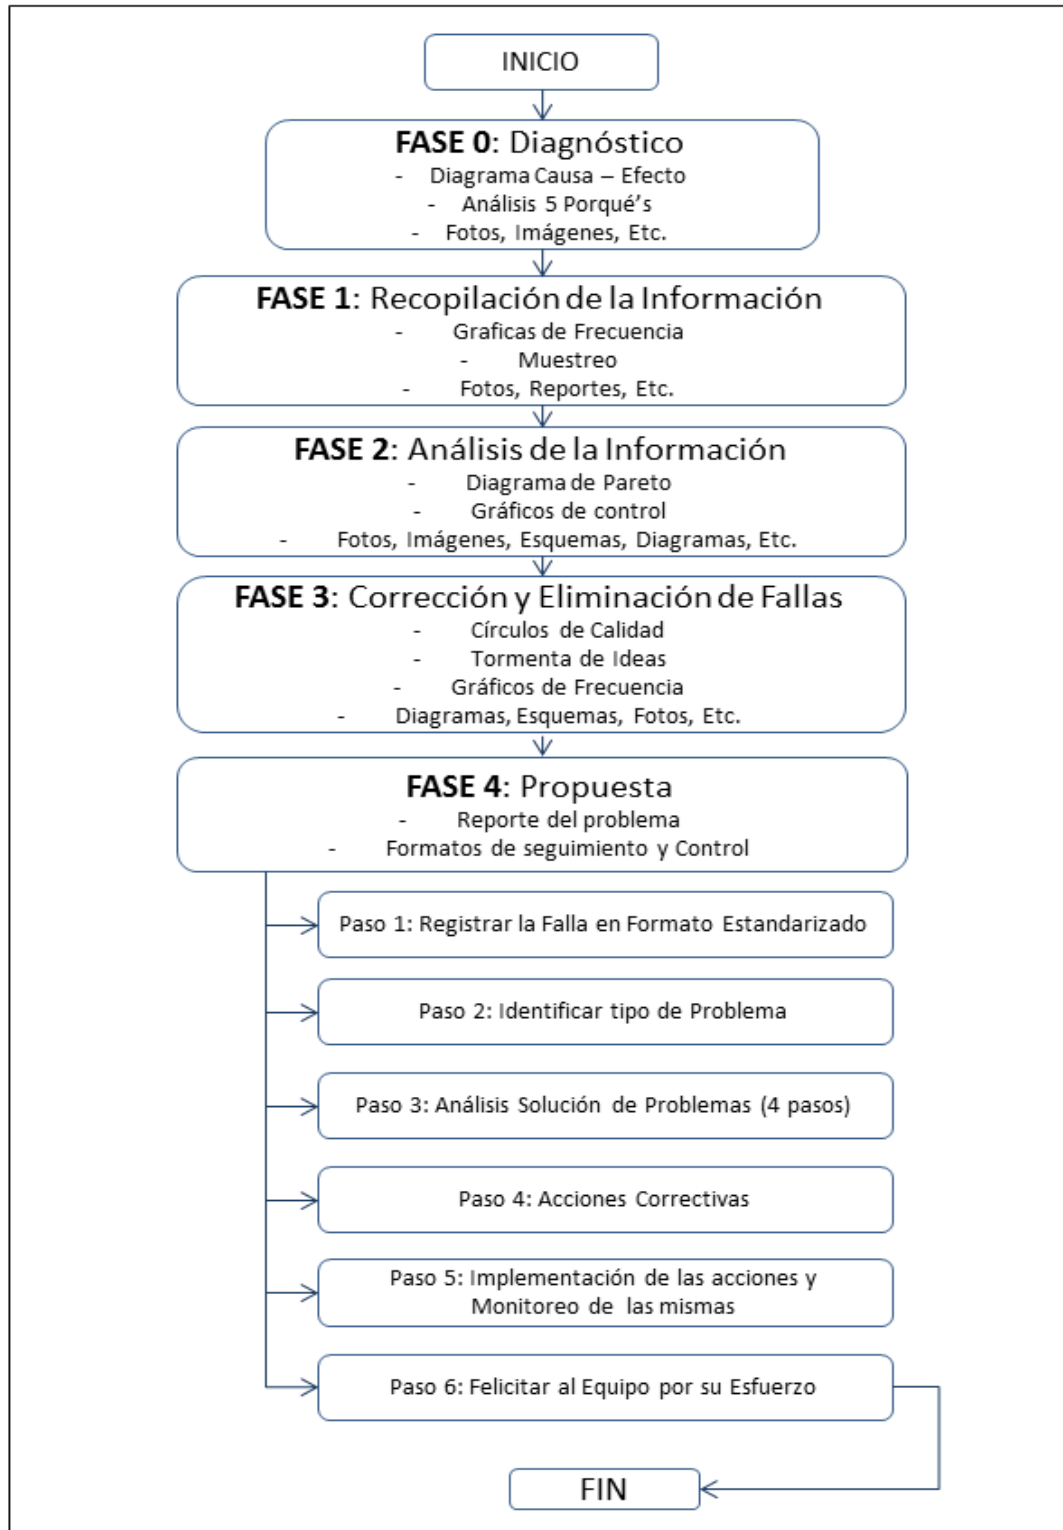 INICIO
FASE 0: Diagnóstico
- Diagrama Causa – Efecto
- Análisis 5 Porqué's
- Fotos, Imágenes, Etc.
FASE 1: Recopilación de la Información
- Graficas de Frecuencia
- Muestreo
- Fotos, Reportes, Etc.
FASE 2: Análisis de la Información
- Diagrama de Pareto
- Gráficos de control
- Fotos, Imágenes, Esquemas, Diagramas, Etc.
FASE 3: Corrección y Eliminación de Fallas
- Círculos de Calidad
- Tormenta de Ideas
- Gráficos de Frecuencia
- Diagramas, Esquemas, Fotos, Etc.
FASE 4: Propuesta
- Reporte del problema
- Formatos de seguimiento y Control
Paso 1: Registrar la Falla en Formato Estandarizado
Paso 2: Identificar tipo de Problema
Paso 3: Análisis Solución de Problemas (4 pasos)
Paso 4: Acciones Correctivas
Paso 5: Implementación de las acciones y
Monitoreo de las mismas
Paso 6: Felicitar al Equipo por su Esfuerzo
FIN